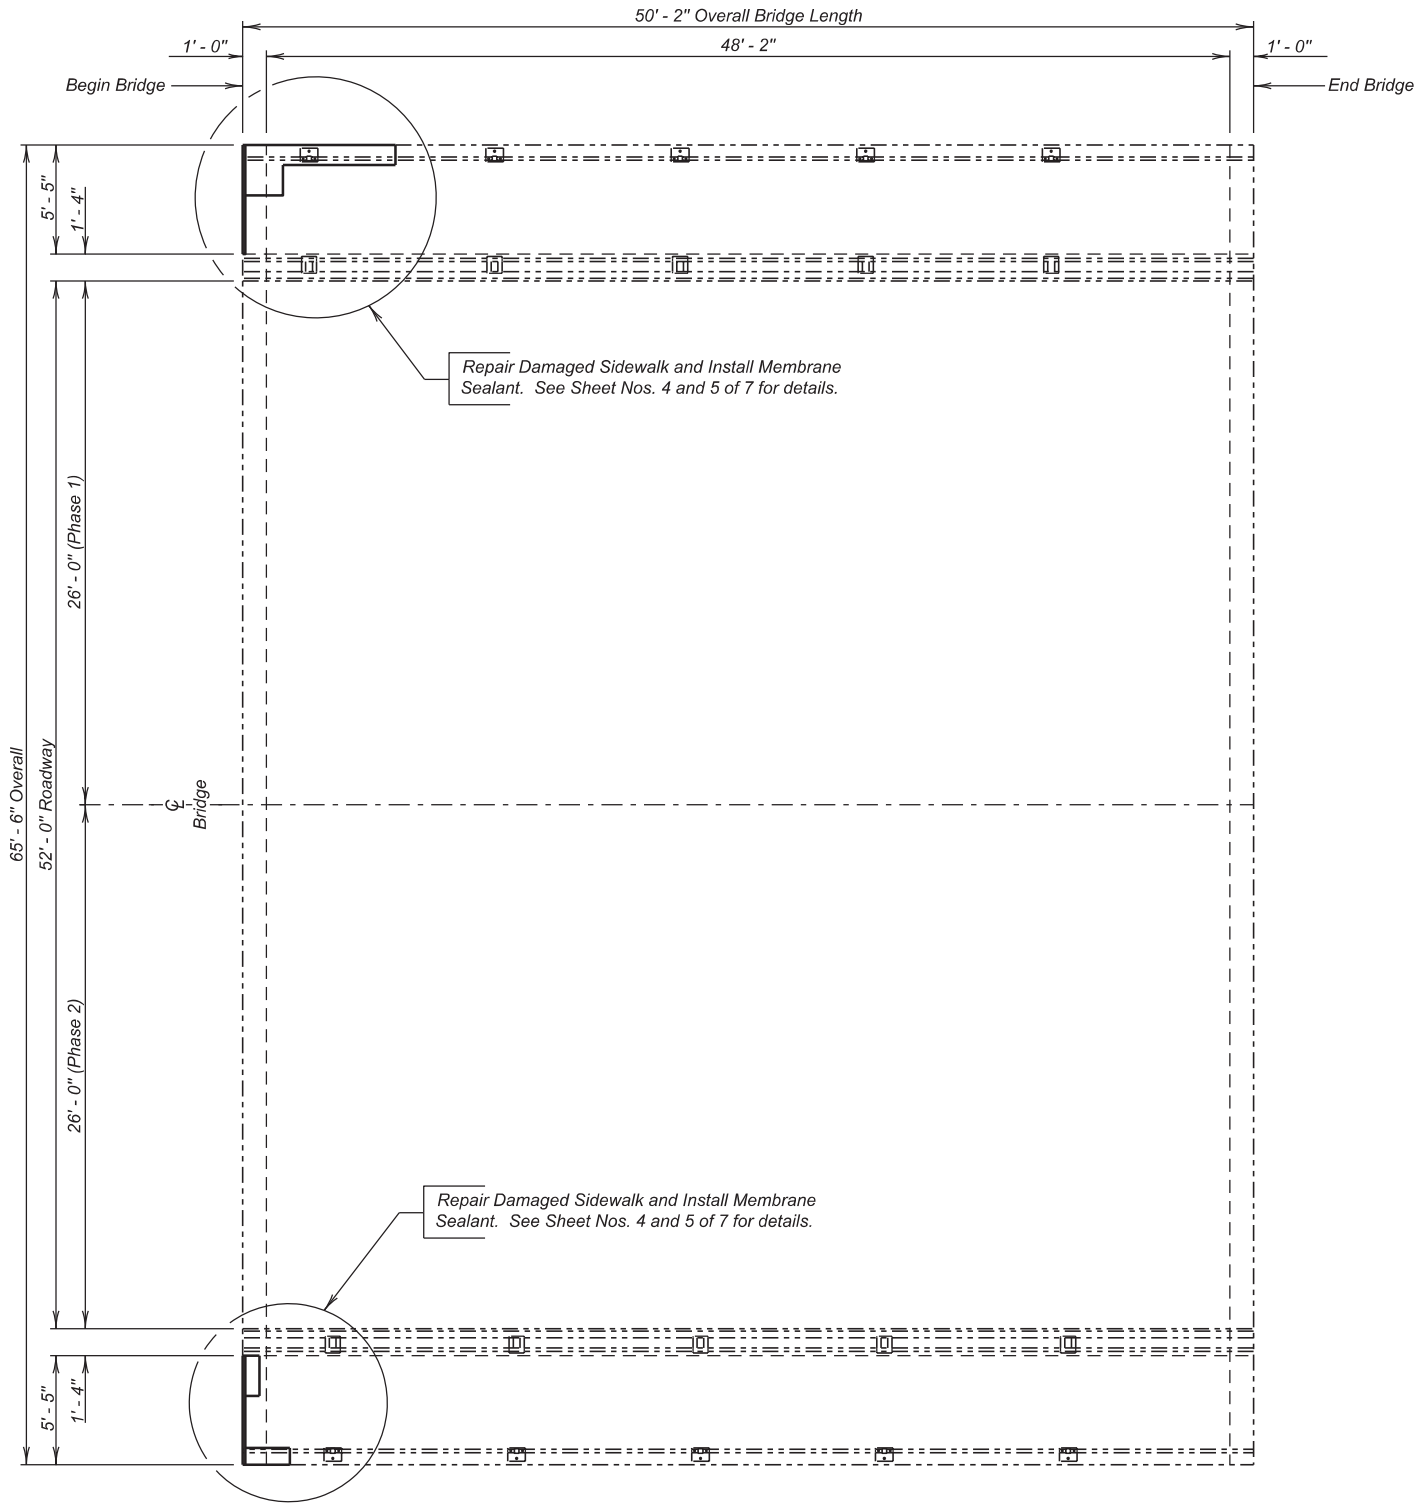 50' - 2" Overall Bridge Length
1' - 0"
48' - 2"
1' - 0"
Begin Bridge
End Bridge
5' - 5"
1' - 4"
Repair Damaged Sidewalk and Install Membrane
Sealant. See Sheet Nos. 4 and 5 of 7 for details.
26' - 0" (Phase 1)
65' - 6" Overall
52' - 0" Roadway
℄
Bridge
26' - 0" (Phase 2)
Repair Damaged Sidewalk and Install Membrane
Sealant. See Sheet Nos. 4 and 5 of 7 for details.
5' - 5"
1' - 4"